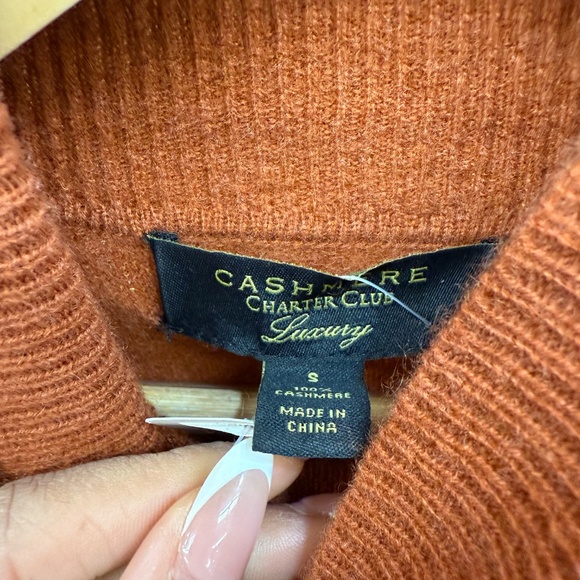 CASHMERE
CHARTER CLUB
Luxury
S
100%
CASHMERE
MADE IN
CHINA